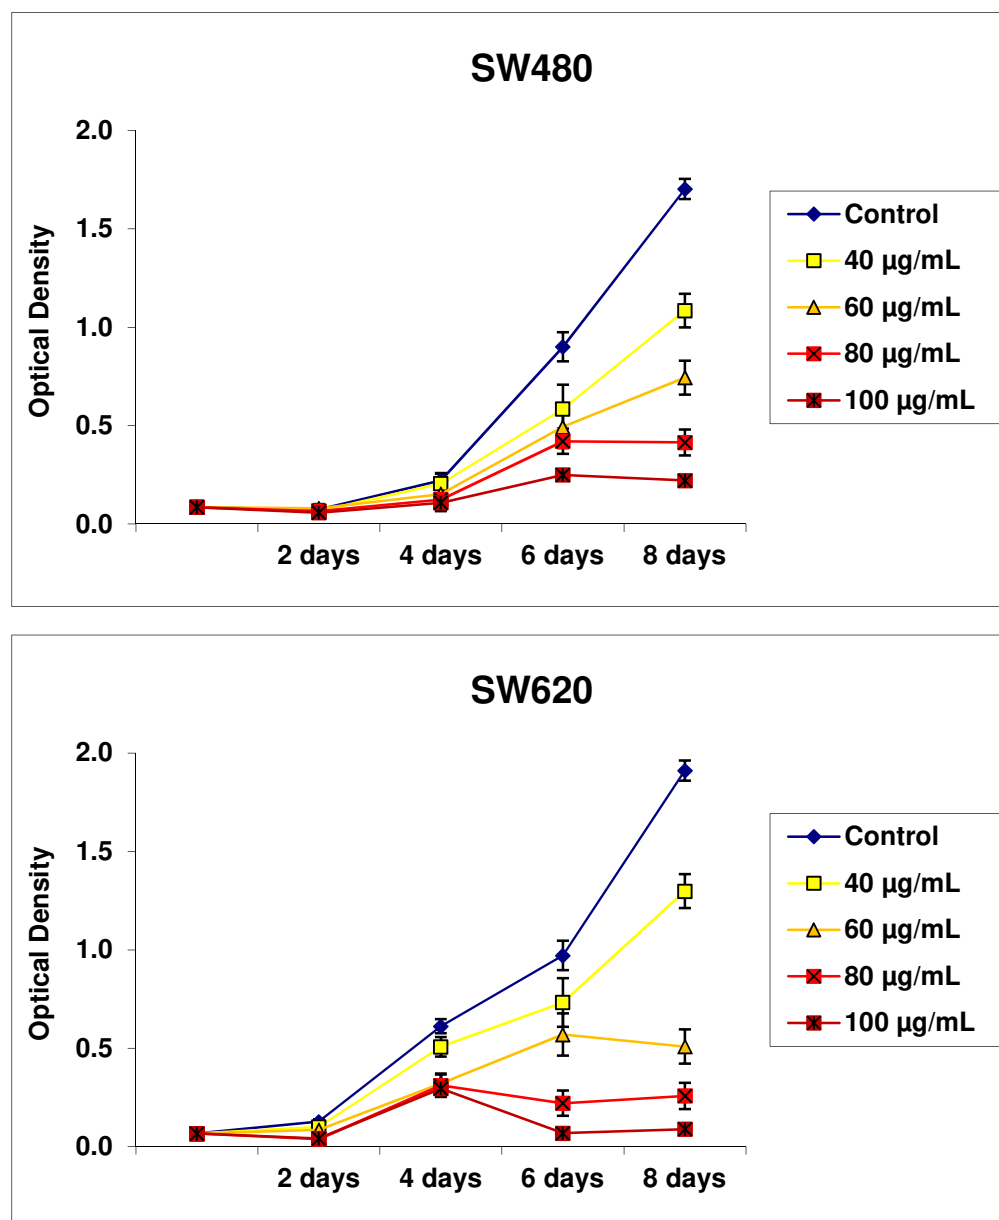 SW480
2.0
1.5
1.0
0.5
0.0
Optical Density
2 days 4 days 6 days 8 days
Control
40 µg/mL
60 µg/mL
80 µg/mL
100 µg/mL
SW620
2.0
1.5
1.0
0.5
0.0
Optical Density
2 days 4 days 6 days 8 days
Control
40 µg/mL
60 µg/mL
80 µg/mL
100 µg/mL